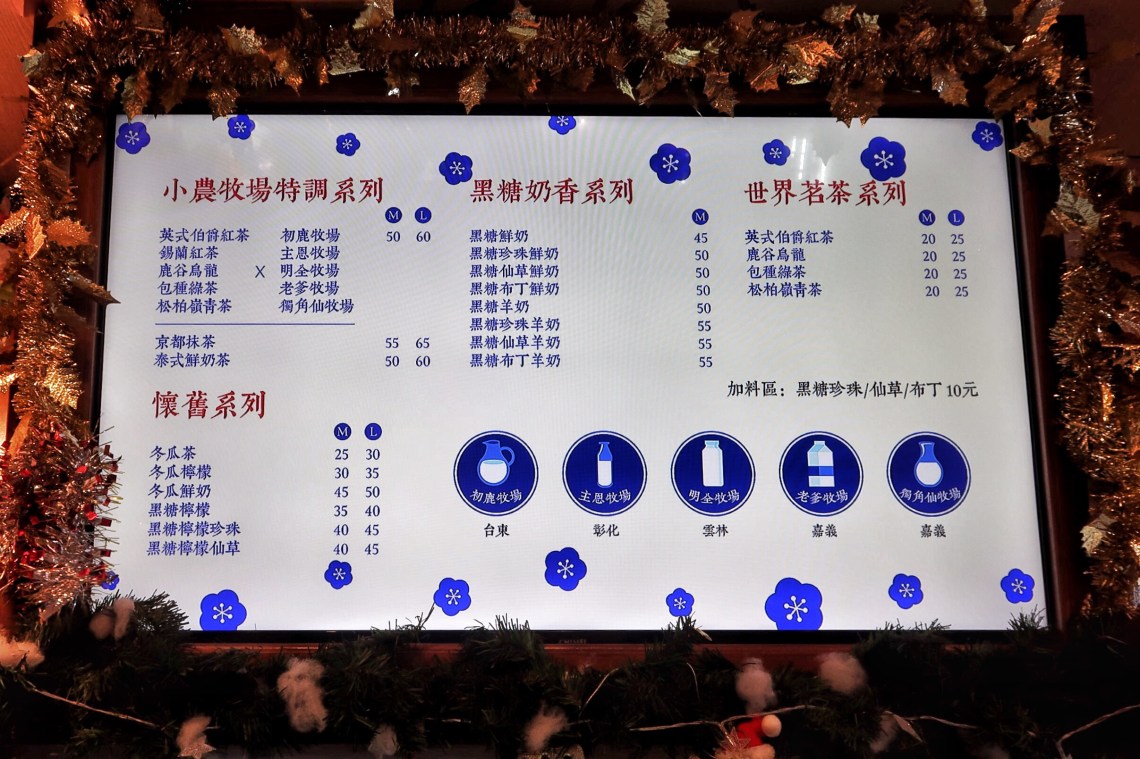 小農牧場特調系列
M L
英式伯爵紅茶 初鹿牧場 50 60
錫蘭紅茶 主恩牧場
鹿谷烏龍 X 明全牧場
包種綠茶 老爹牧場
松柏嶺青茶 獨角仙牧場
京都抹茶 55 65
泰式鮮奶茶 50 60
懷舊系列
M L
冬瓜茶 25 30
冬瓜檸檬 30 35
冬瓜鮮奶 45 50
黑糖檸檬 35 40
黑糖檸檬珍珠 40 45
黑糖檸檬仙草 40 45
黑糖奶香系列
M
黑糖鮮奶 45
黑糖珍珠鮮奶 50
黑糖仙草鮮奶 50
黑糖布丁鮮奶 50
黑糖羊奶 50
黑糖珍珠羊奶 55
黑糖仙草羊奶 55
黑糖布丁羊奶 55
世界茗茶系列
M L
英式伯爵紅茶 20 25
鹿谷烏龍 20 25
包種綠茶 20 25
松柏嶺青茶 20 25
加料區：黑糖珍珠/仙草/布丁 10元
初鹿牧場 主恩牧場 明全牧場 老爹牧場 獨角仙牧場
台東 彰化 雲林 嘉義 嘉義